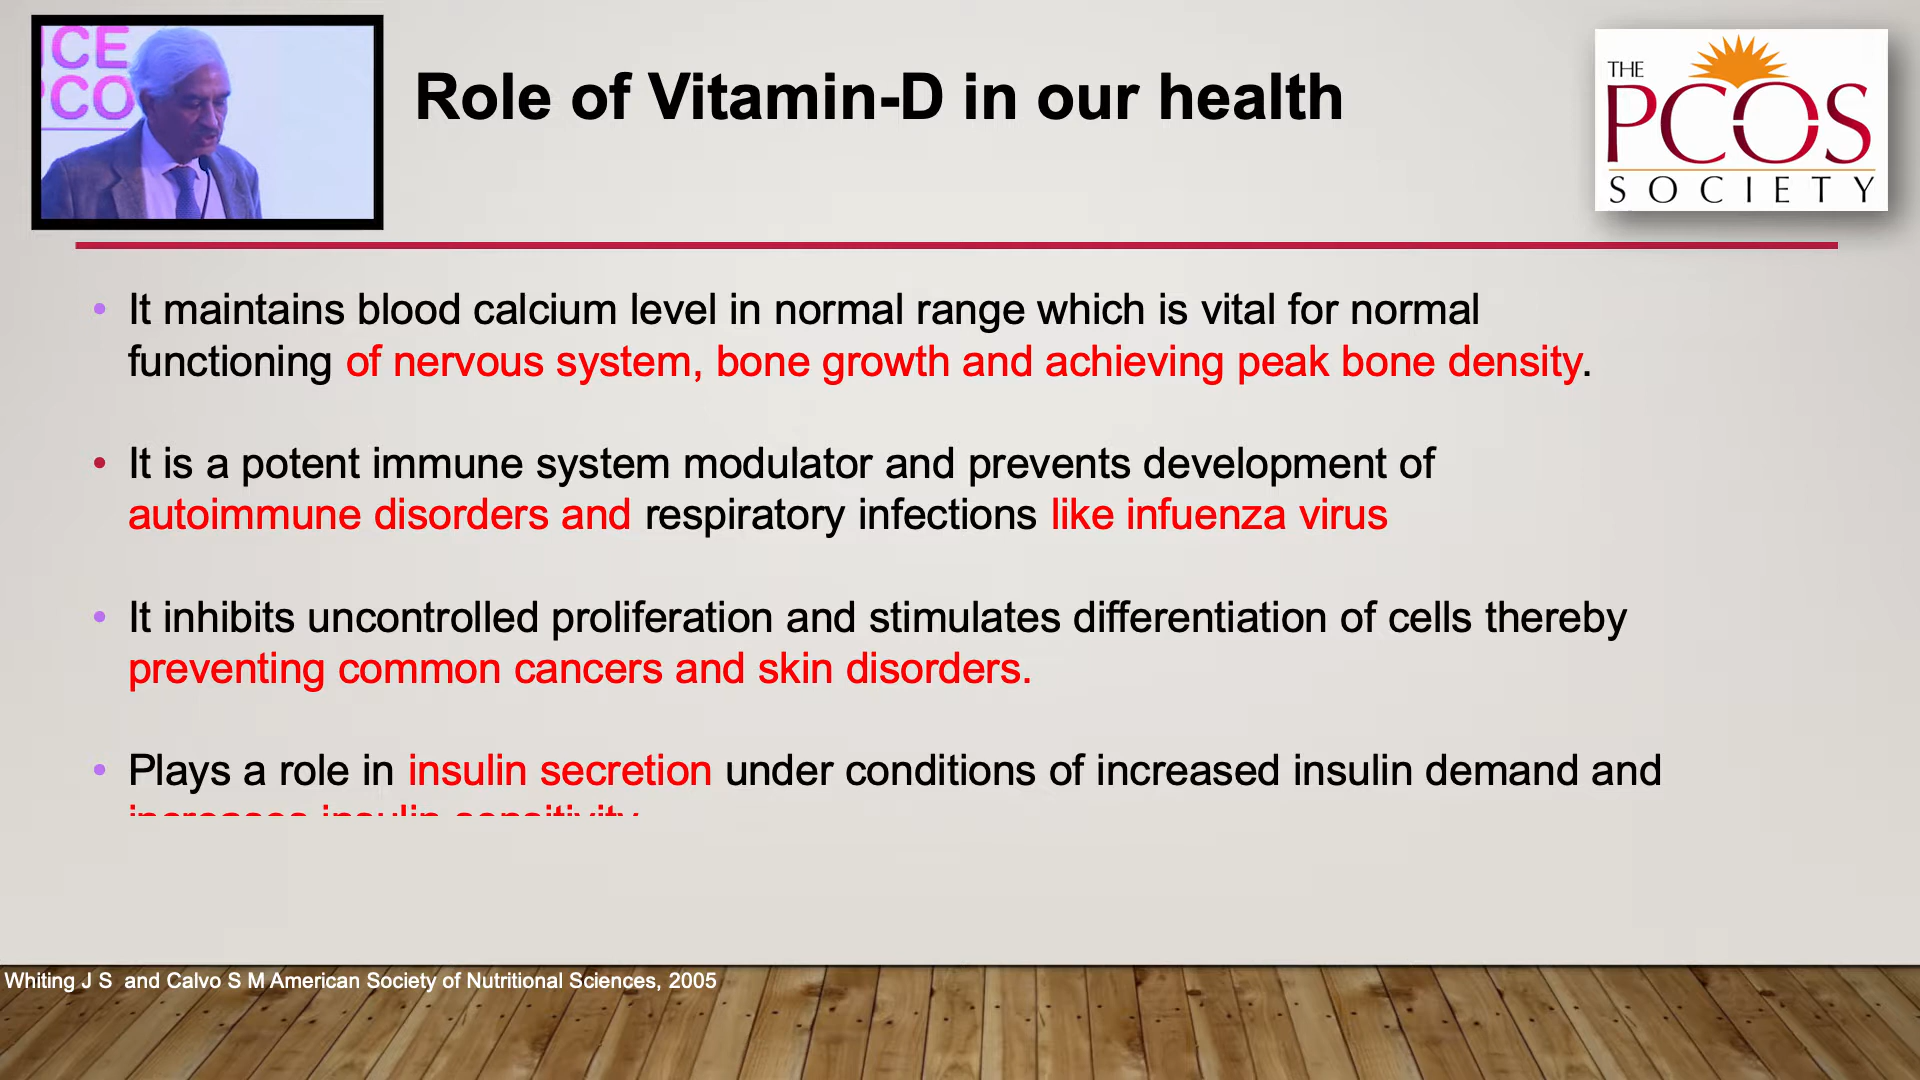 CE
PCO
Role of Vitamin-D in our health
THE
PCOS
SOCIETY
• It maintains blood calcium level in normal range which is vital for normal
functioning of nervous system, bone growth and achieving peak bone density.
• It is a potent immune system modulator and prevents development of
autoimmune disorders and respiratory infections like infuenza virus
• It inhibits uncontrolled proliferation and stimulates differentiation of cells thereby
preventing common cancers and skin disorders.
• Plays a role in insulin secretion under conditions of increased insulin demand and
increases insulin sensitivity
Whiting J S and Calvo S M American Society of Nutritional Sciences, 2005